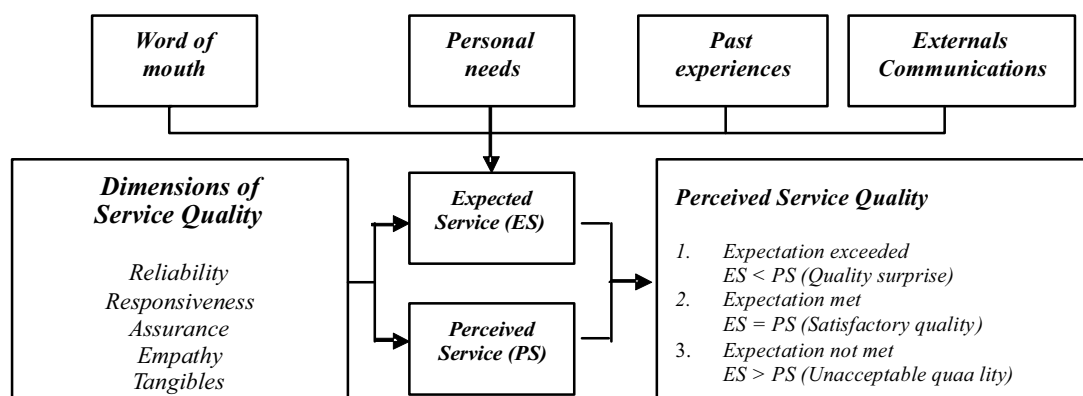 Word of
mouth
Personal
needs
Past
experiences
Externals
Communications
Dimensions of
Service Quality
Reliability
Responsiveness
Assurance
Empathy
Tangibles
Expected
Service (ES)
Perceived
Service (PS)
Perceived Service Quality
1. Expectation exceeded
ES < PS (Quality surprise)
2. Expectation met
ES = PS (Satisfactory quality)
3. Expectation not met
ES > PS (Unacceptable quaa lity)